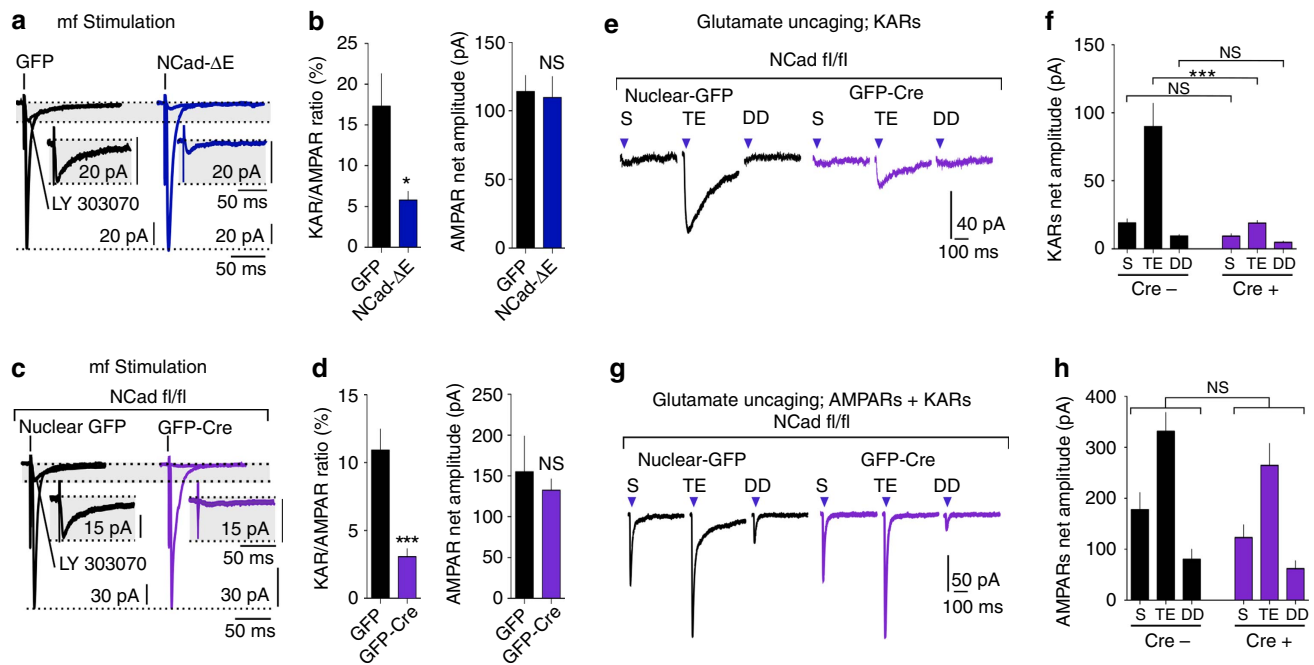 a
mf Stimulation
GFP
NCad-ΔE
20 pA
20 pA
50 ms
LY 303070
20 pA
20 pA
50 ms
b
KAR/AMPAR ratio (%)
25
20
15
10
5
0
*
GFP
NCad-ΔE
AMPAR net amplitude (pA)
150
100
50
0
NS
GFP
NCad-ΔE
c
mf Stimulation
NCad fl/fl
Nuclear GFP
GFP-Cre
15 pA
15 pA
50 ms
LY 303070
30 pA
30 pA
50 ms
d
KAR/AMPAR ratio (%)
15
10
5
0
***
GFP
GFP-Cre
AMPAR net amplitude (pA)
250
200
150
100
50
0
NS
GFP
GFP-Cre
e
Glutamate uncaging; KARs
NCad fl/fl
Nuclear-GFP
GFP-Cre
S TE DD S TE DD
40 pA
100 ms
f
KARs net amplitude (pA)
150
100
50
0
NS
***
NS
S TE DD S TE DD
Cre – Cre +
g
Glutamate uncaging; AMPARs + KARs
NCad fl/fl
Nuclear-GFP
GFP-Cre
S TE DD S TE DD
50 pA
100 ms
h
AMPARs net amplitude (pA)
400
300
200
100
0
NS
S TE DD S TE DD
Cre – Cre +